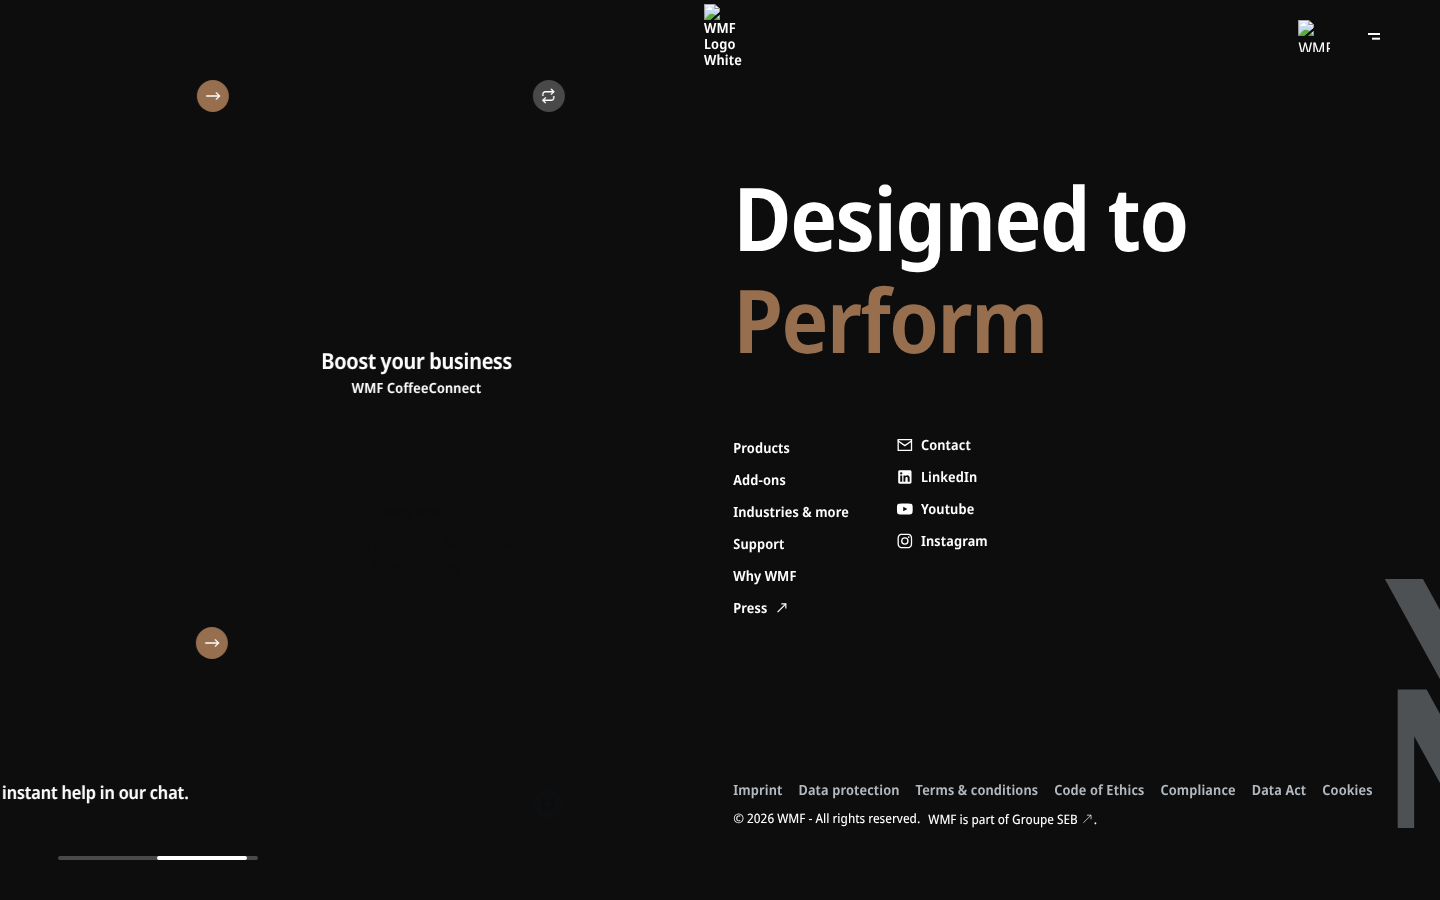 WMF
Logo
White
WMF
Designed to
Perform
Boost your business
WMF CoffeeConnect
Products
Add-ons
Industries & more
Support
Why WMF
Press
Contact
LinkedIn
Youtube
Instagram
instant help in our chat.
Imprint Data protection Terms & conditions Code of Ethics Compliance Data Act Cookies
© 2026 WMF - All rights reserved. WMF is part of Groupe SEB .